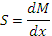 S = dM/dx